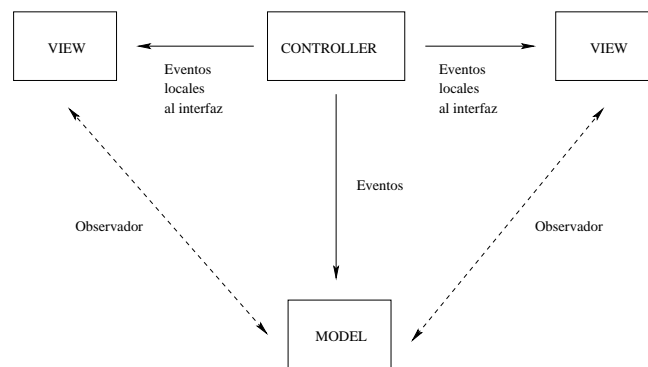 VIEW
CONTROLLER
VIEW
Eventos
locales
al interfaz
Eventos
locales
al interfaz
Eventos
Observador
Observador
MODEL